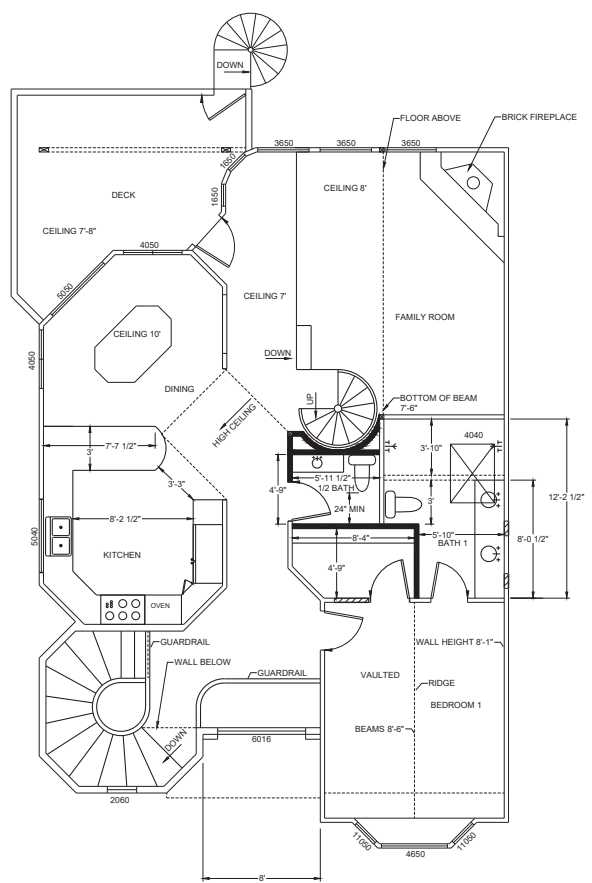 DOWN
FLOOR ABOVE
BRICK FIREPLACE
3650
3650
3650
1650
1650
CEILING 8'
DECK
CEILING 7'-8"
4050
5050
CEILING 7'
CEILING 10'
FAMILY ROOM
4050
DOWN
DINING
UP
HIGH CEILING
BOTTOM OF BEAM
7'-6"
7'-7 1/2"
3'
3'-10"
4040
12'-2 1/2"
3'-3"
4'-9"
5'-11 1/2"
1/2 BATH
24" MIN
3'
8'-2 1/2"
5040
8'-4"
5'-10"
BATH 1
8'-0 1/2"
KITCHEN
4'-9"
OVEN
GUARDRAIL
WALL BELOW
GUARDRAIL
WALL HEIGHT 8'-1"
VAULTED
RIDGE
BEDROOM 1
BEAMS 8'-6"
DOWN
6016
2060
11050
4650
11050
8'